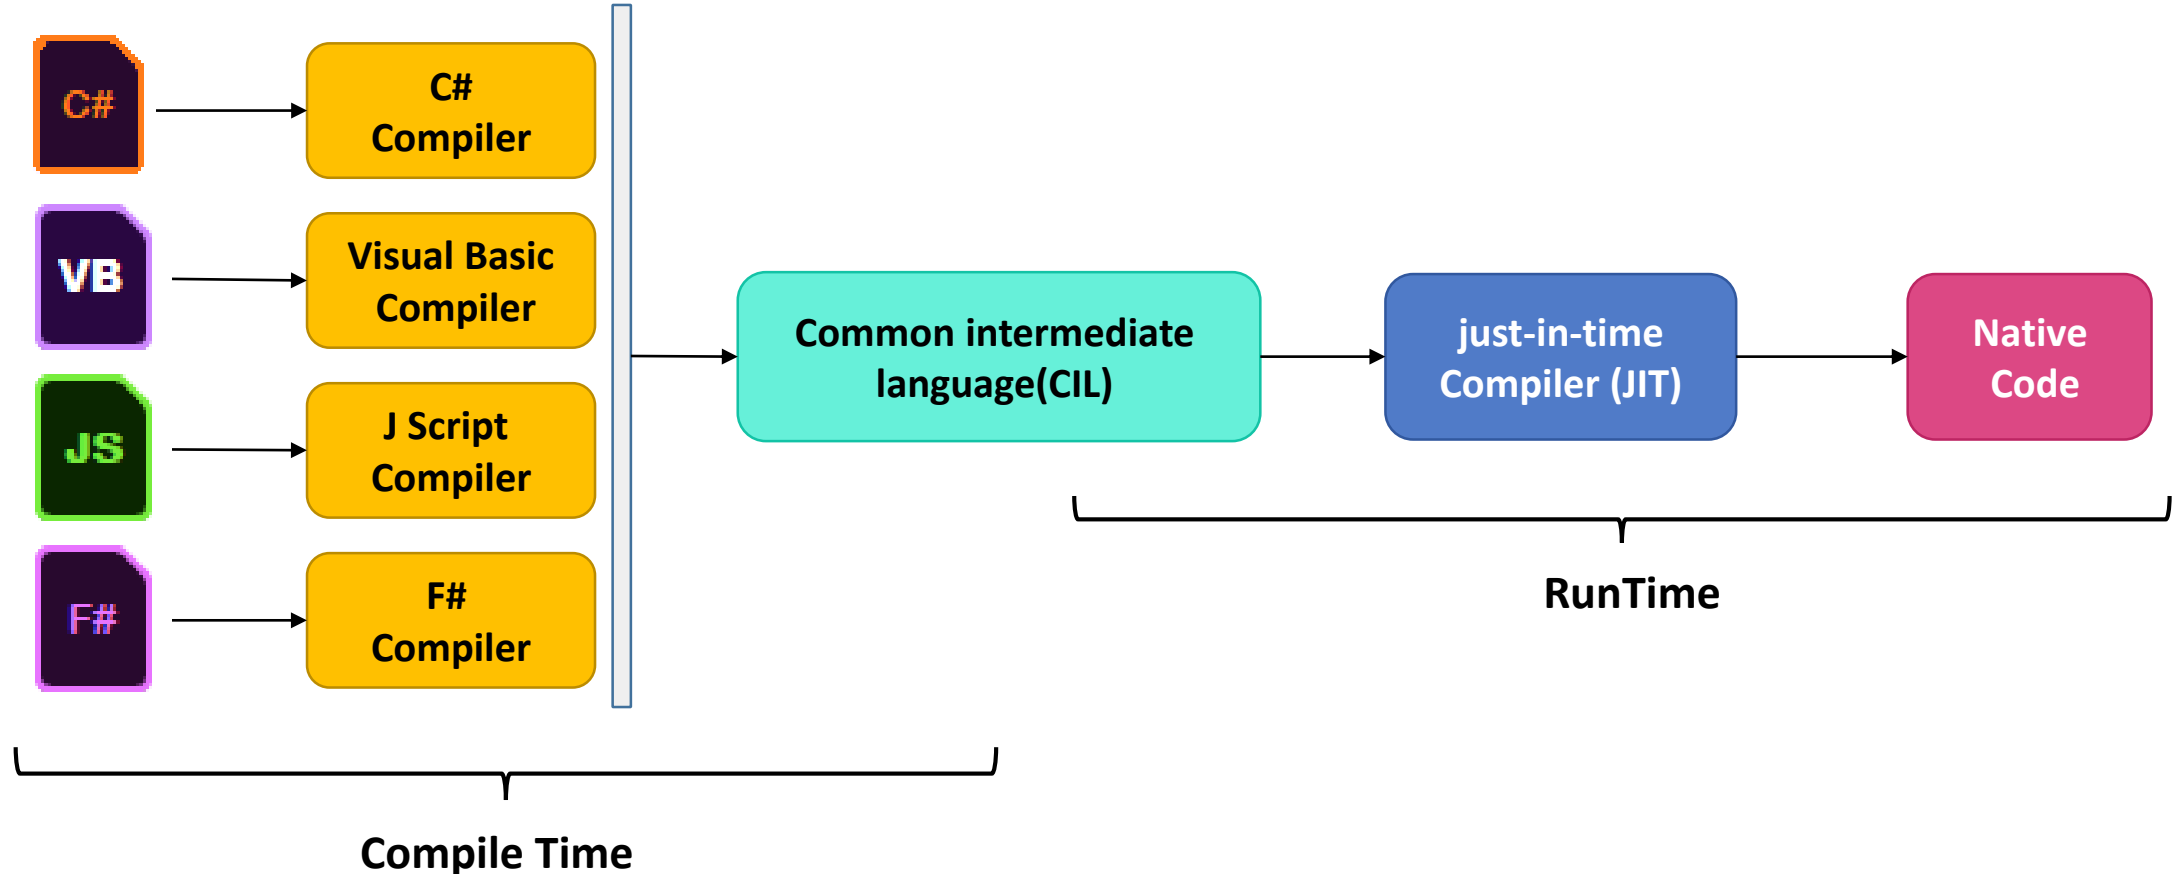 C#
C#
Compiler
VB
Visual Basic
Compiler
JS
J Script
Compiler
F#
F#
Compiler
Common intermediate
language(CIL)
just-in-time
Compiler (JIT)
Native
Code
RunTime
Compile Time